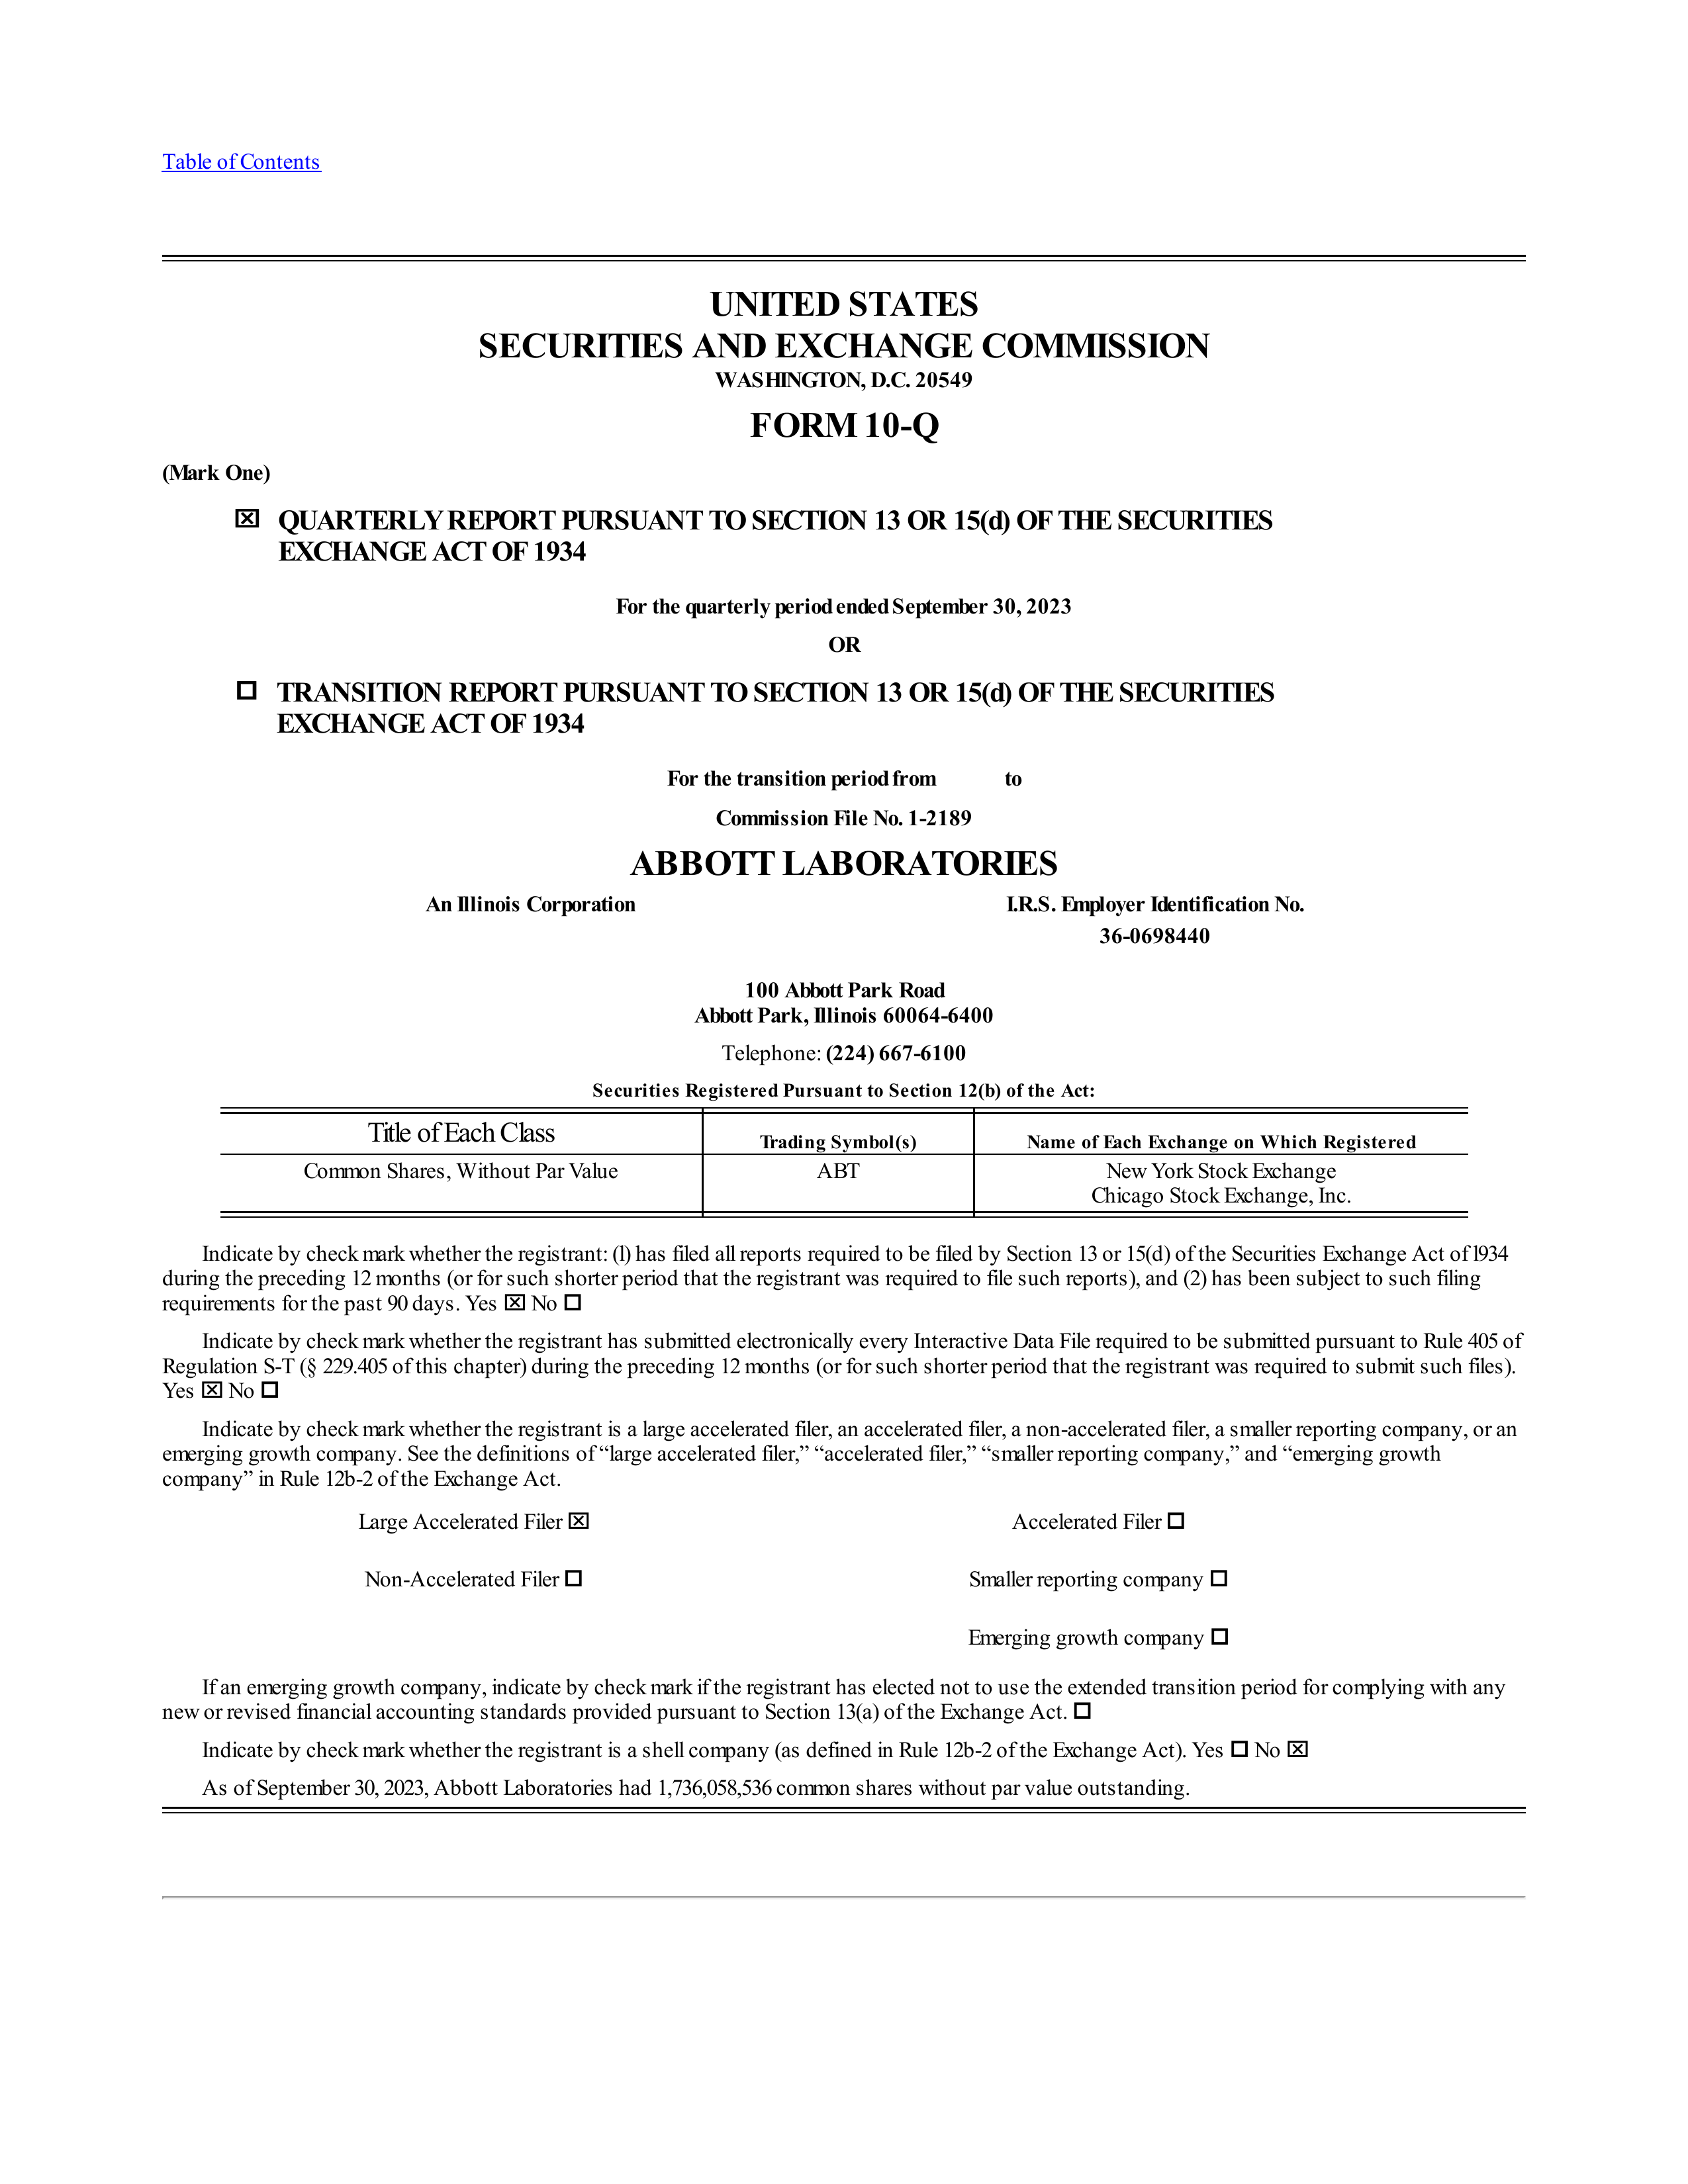 Table of Contents
UNITED STATES
SECURITIES AND EXCHANGE COMMISSION
WASHINGTON, D.C. 20549
FORM 10-Q
(Mark One)
☒ QUARTERLY REPORT PURSUANT TO SECTION 13 OR 15(d) OF THE SECURITIES
EXCHANGE ACT OF 1934
For the quarterly period ended September 30, 2023
OR
☐ TRANSITION REPORT PURSUANT TO SECTION 13 OR 15(d) OF THE SECURITIES
EXCHANGE ACT OF 1934
For the transition period from to
Commission File No. 1-2189
ABBOTT LABORATORIES
An Illinois Corporation I.R.S. Employer Identification No.
36-0698440
100 Abbott Park Road
Abbott Park, Illinois 60064-6400
Telephone: (224) 667-6100
Securities Registered Pursuant to Section 12(b) of the Act:
Title of Each Class Trading Symbol(s) Name of Each Exchange on Which Registered
Common Shares, Without Par Value ABT New York Stock Exchange
Chicago Stock Exchange, Inc.
Indicate by check mark whether the registrant: (l) has filed all reports required to be filed by Section 13 or 15(d) of the Securities Exchange Act of l934
during the preceding 12 months (or for such shorter period that the registrant was required to file such reports), and (2) has been subject to such filing
requirements for the past 90 days. Yes ☒ No ☐
Indicate by check mark whether the registrant has submitted electronically every Interactive Data File required to be submitted pursuant to Rule 405 of
Regulation S-T (§ 229.405 of this chapter) during the preceding 12 months (or for such shorter period that the registrant was required to submit such files).
Yes ☒ No ☐
Indicate by check mark whether the registrant is a large accelerated filer, an accelerated filer, a non-accelerated filer, a smaller reporting company, or an
emerging growth company. See the definitions of “large accelerated filer,” “accelerated filer,” “smaller reporting company,” and “emerging growth
company” in Rule 12b-2 of the Exchange Act.
Large Accelerated Filer ☒ Accelerated Filer ☐
Non-Accelerated Filer ☐ Smaller reporting company ☐
Emerging growth company ☐
If an emerging growth company, indicate by check mark if the registrant has elected not to use the extended transition period for complying with any
new or revised financial accounting standards provided pursuant to Section 13(a) of the Exchange Act. ☐
Indicate by check mark whether the registrant is a shell company (as defined in Rule 12b-2 of the Exchange Act). Yes ☐ No ☒
As of September 30, 2023, Abbott Laboratories had 1,736,058,536 common shares without par value outstanding.